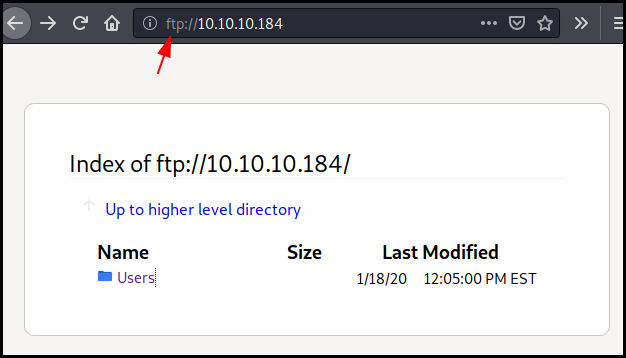 ftp://10.10.10.184
Index of ftp://10.10.10.184/
Up to higher level directory
Name Size Last Modified
Users 1/18/20 12:05:00 PM EST